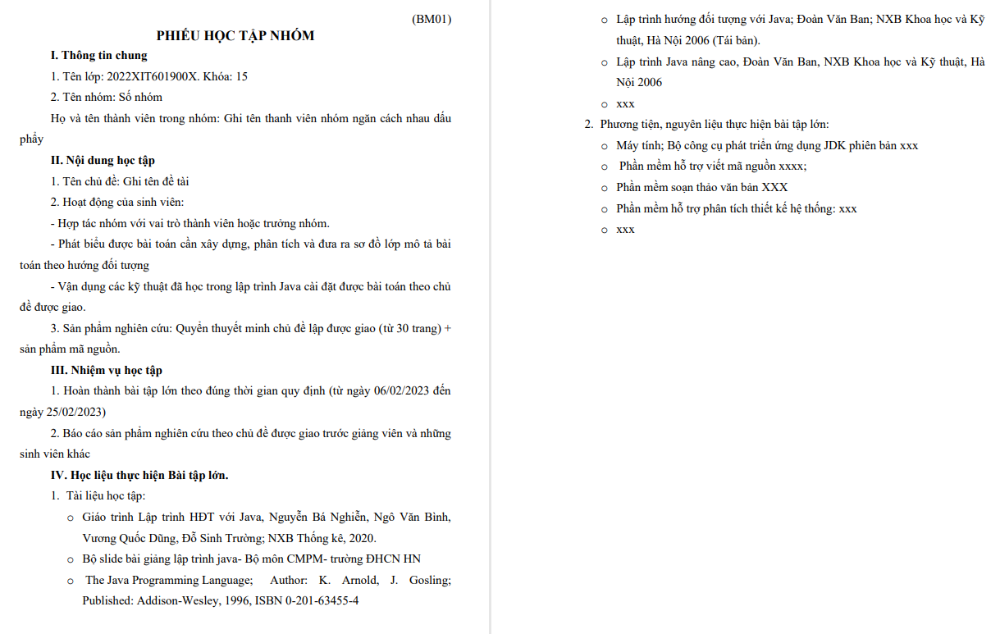 (BM01)
PHIẾU HỌC TẬP NHÓM
I. Thông tin chung
1. Tên lớp: 2022XIT601900X. Khóa: 15
2. Tên nhóm: Số nhóm
Họ và tên thành viên trong nhóm: Ghi tên thanh viên nhóm ngăn cách nhau dấu
phẩy
II. Nội dung học tập
1. Tên chủ đề: Ghi tên đề tài
2. Hoạt động của sinh viên:
- Hợp tác nhóm với vai trò thành viên hoặc trưởng nhóm.
- Phát biểu được bài toán cần xây dựng, phân tích và đưa ra sơ đồ lớp mô tả bài
toán theo hướng đối tượng
- Vận dụng các kỹ thuật đã học trong lập trình Java cài đặt được bài toán theo chủ
đề được giao.
3. Sản phẩm nghiên cứu: Quyển thuyết minh chủ đề lập được giao (từ 30 trang) +
sản phẩm mã nguồn.
III. Nhiệm vụ học tập
1. Hoàn thành bài tập lớn theo đúng thời gian quy định (từ ngày 06/02/2023 đến
ngày 25/02/2023)
2. Báo cáo sản phẩm nghiên cứu theo chủ đề được giao trước giảng viên và những
sinh viên khác
IV. Học liệu thực hiện Bài tập lớn.
1. Tài liệu học tập:
o Giáo trình Lập trình HĐT với Java, Nguyễn Bá Nghiễn, Ngô Văn Bình,
Vương Quốc Dũng, Đỗ Sinh Trường; NXB Thống kê, 2020.
o Bộ slide bài giảng lập trình java- Bộ môn CMPM- trường ĐHCN HN
o The Java Programming Language; Author: K. Arnold, J. Gosling;
Published: Addison-Wesley, 1996, ISBN 0-201-63455-4
o Lập trình hướng đối tượng với Java; Đoàn Văn Ban; NXB Khoa học và Kỹ
thuật, Hà Nội 2006 (Tái bản).
o Lập trình Java nâng cao, Đoàn Văn Ban, NXB Khoa học và Kỹ thuật, Hà
Nội 2006
o xxx
2. Phương tiện, nguyên liệu thực hiện bài tập lớn:
o Máy tính; Bộ công cụ phát triển ứng dụng JDK phiên bản xxx
o Phần mềm hỗ trợ viết mã nguồn xxxx;
o Phần mềm soạn thảo văn bản XXX
o Phần mềm hỗ trợ phân tích thiết kế hệ thống: xxx
o xxx